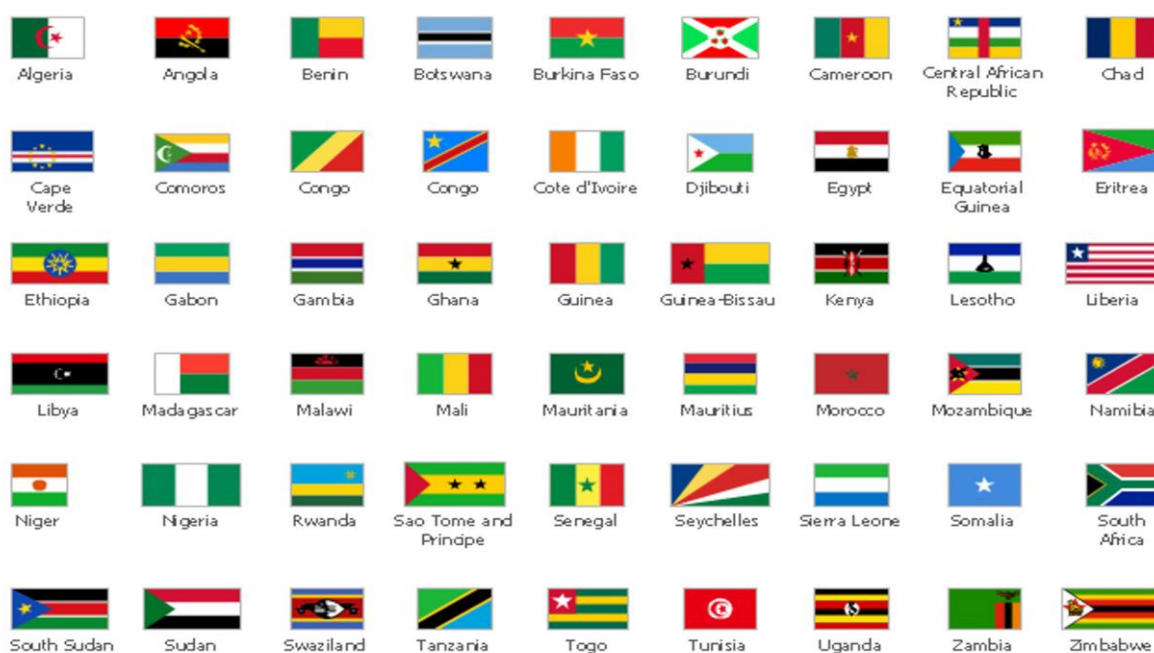 Algeria Angola Benin Botswana Burkina Faso Burundi Cameroon Central African Chad
Republic
Cape Comoros Congo Congo Cote d'Ivoire Djibouti Egypt Equatorial Eritrea
Verde Guinea
Ethiopia Gabon Gambia Ghana Guinea Guinea-Bissau Kenya Lesotho Liberia
Libya Madagascar Malawi Mali Mauritania Mauritius Morocco Mozambique Namibia
Niger Nigeria Rwanda Sao Tome and Senegal Seychelles Sierra Leone Somalia South
Principe Africa
South Sudan Sudan Swaziland Tanzania Togo Tunisia Uganda Zambia Zimbabwe